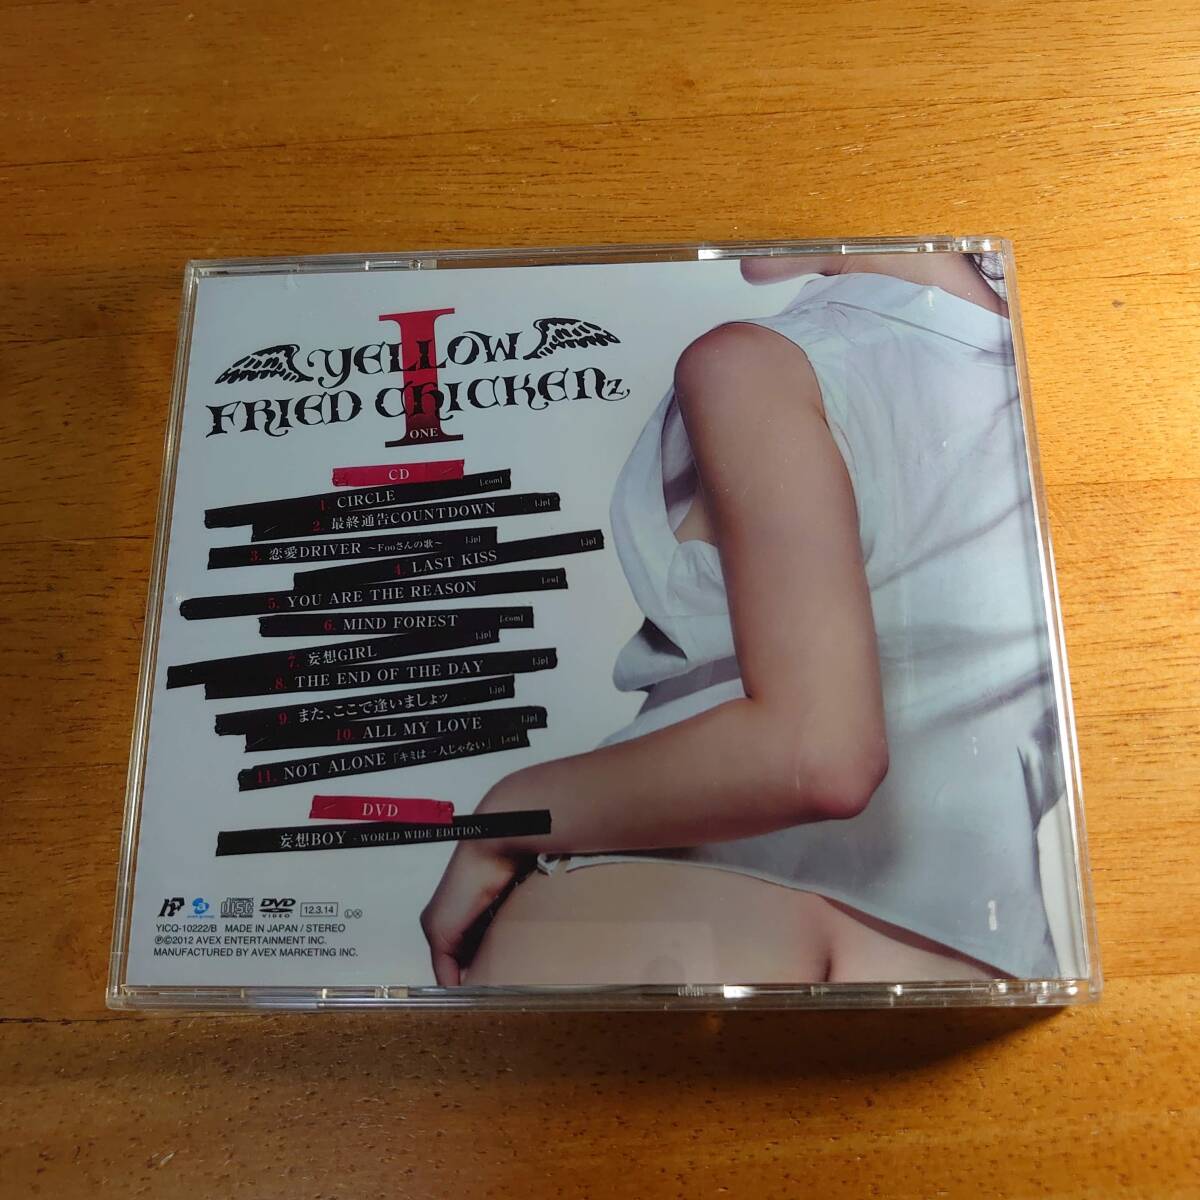 I
YELLOW
FRIED CHICKENz
ONE
CD
1. CIRCLE [.com]
2. 最終通告COUNTDOWN [.jp]
3. 恋愛DRIVER ～Fooさんの歌～ [.jp]
4. LAST KISS [.jp]
5. YOU ARE THE REASON [.eu]
6. MIND FOREST [.com]
7. 妄想GIRL [.jp]
8. THE END OF THE DAY [.jp]
9. また、ここで逢いましょッ [.jp]
10. ALL MY LOVE [.jp]
11. NOT ALONE「キミは一人じゃない」 [.eu]
DVD
妄想BOY - WORLD WIDE EDITION -
disc DIGITAL AUDIO DVD VIDEO 12.3.14 Ⓛ Ⓧ
YICQ-10222/B MADE IN JAPAN / STEREO
℗©2012 AVEX ENTERTAINMENT INC.
MANUFACTURED BY AVEX MARKETING INC.